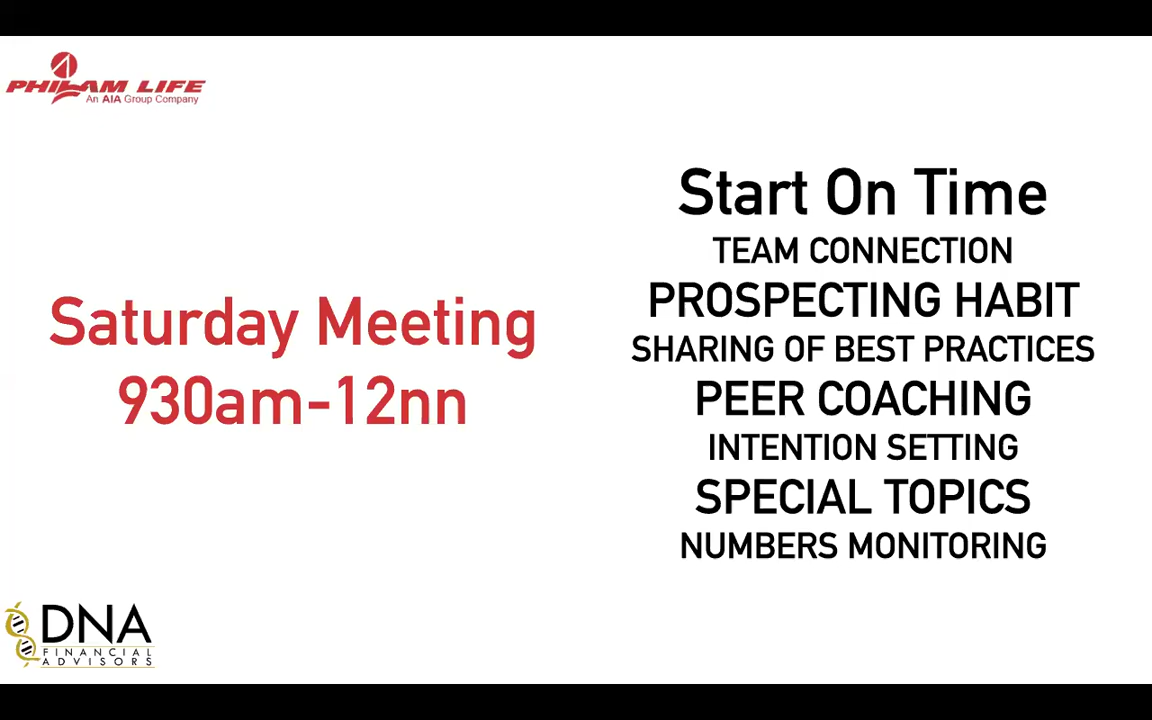 PHILAM LIFE
An AIA Group Company
Saturday Meeting
930am-12nn
Start On Time
TEAM CONNECTION
PROSPECTING HABIT
SHARING OF BEST PRACTICES
PEER COACHING
INTENTION SETTING
SPECIAL TOPICS
NUMBERS MONITORING
DNA
FINANCIAL
ADVISORS